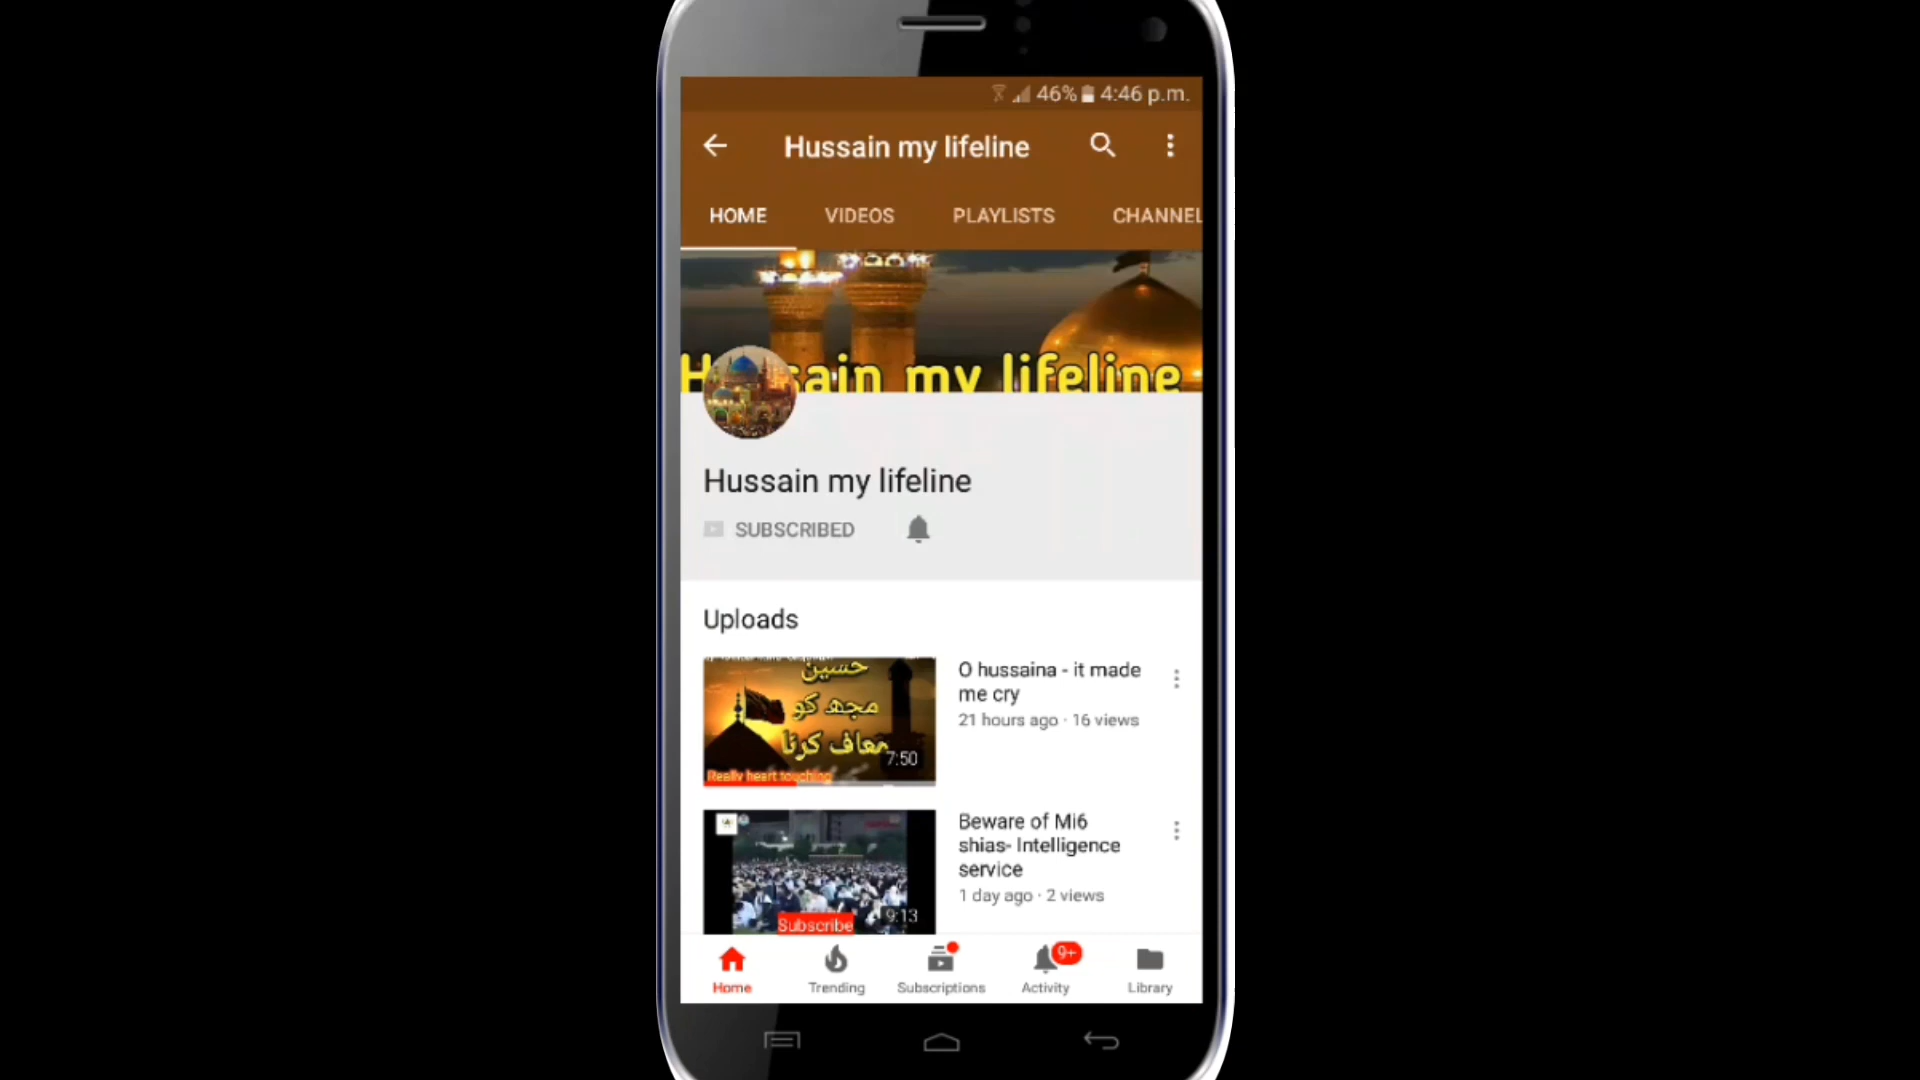 46% 4:46 p.m.
Hussain my lifeline
HOME VIDEOS PLAYLISTS CHANNEL
sain my lifeline
Hussain my lifeline
SUBSCRIBED
Uploads
حسین
مجھ کو
معاف کرنا
7:50
Really heart touching
O hussaina - it made
me cry
21 hours ago · 16 views
Beware of Mi6
shias- Intelligence
service
1 day ago · 2 views
Subscribe
9:13
9+
Home Trending Subscriptions Activity Library